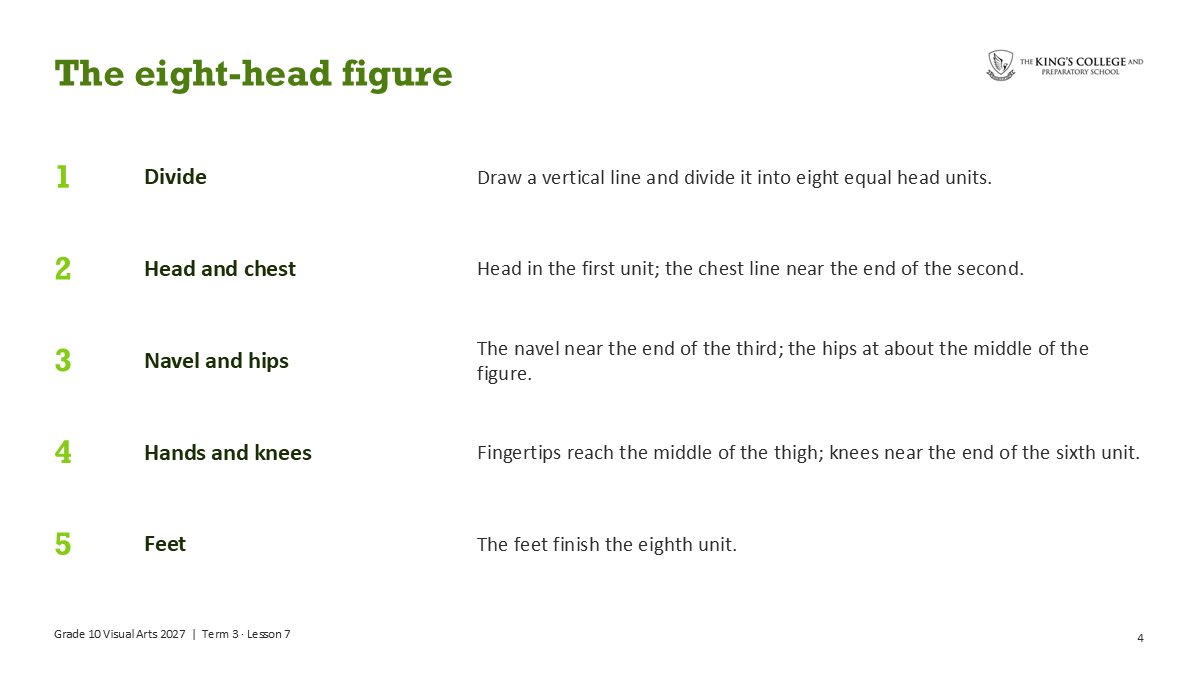 The eight-head figure
THE KING'S COLLEGE AND
PREPARATORY SCHOOL
1 Divide Draw a vertical line and divide it into eight equal head units.
2 Head and chest Head in the first unit; the chest line near the end of the second.
3 Navel and hips The navel near the end of the third; the hips at about the middle of the
figure.
4 Hands and knees Fingertips reach the middle of the thigh; knees near the end of the sixth unit.
5 Feet The feet finish the eighth unit.
Grade 10 Visual Arts 2027 | Term 3 · Lesson 7
4